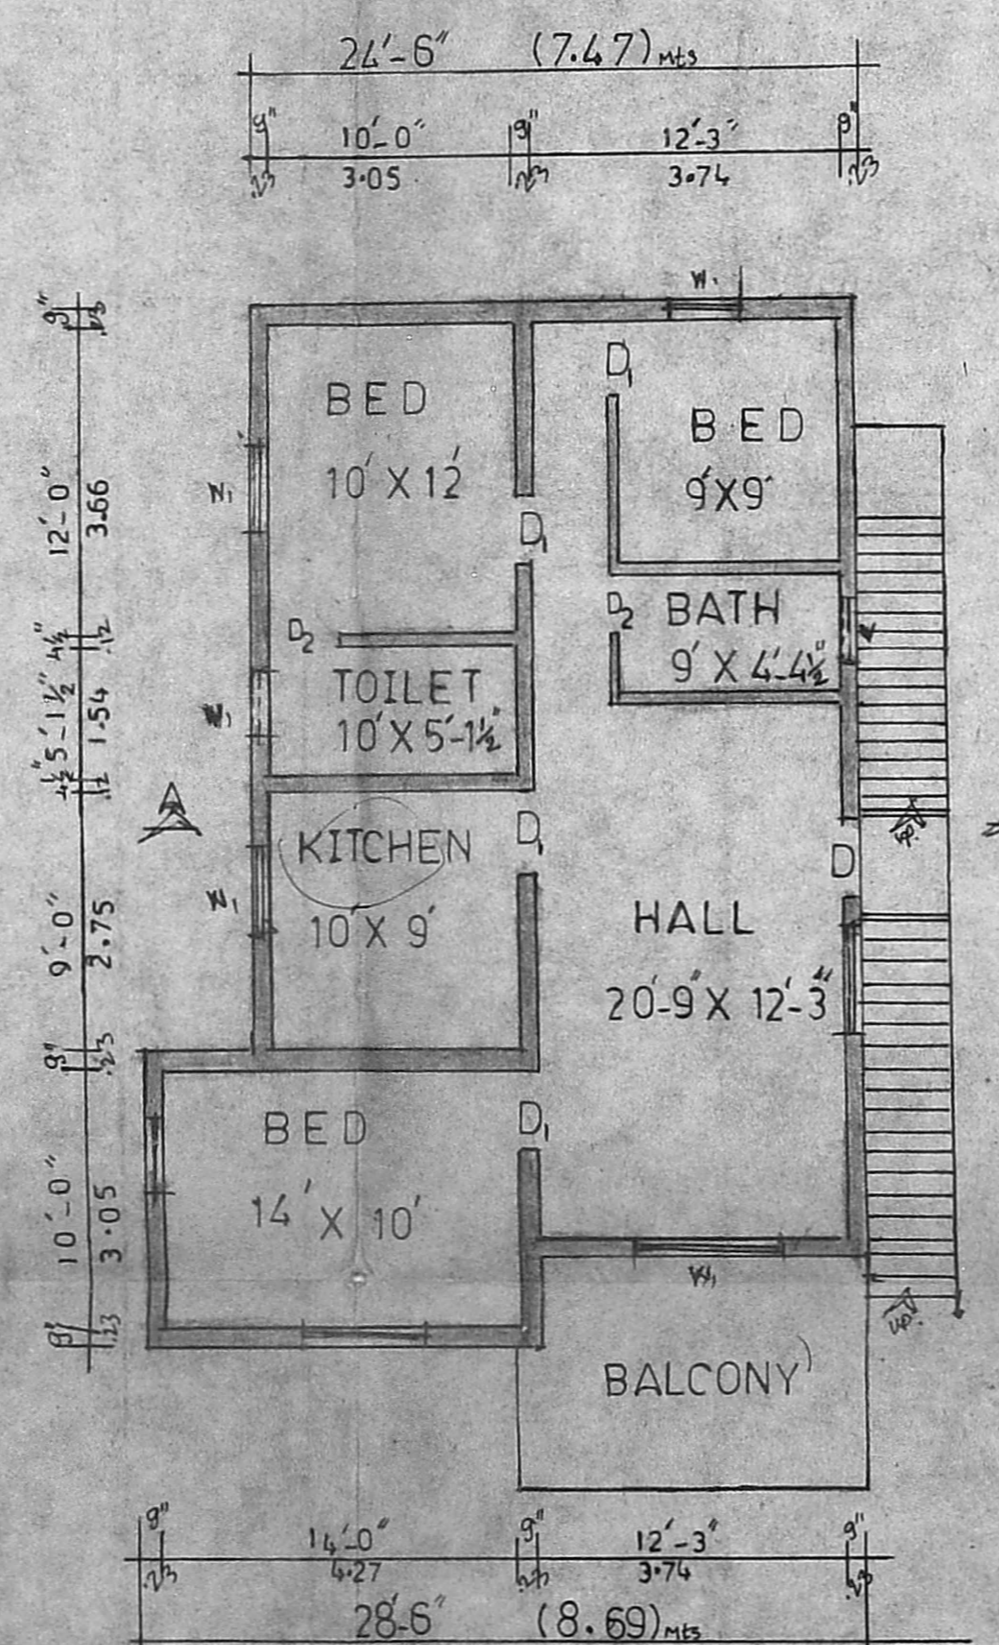 24'-6" (7.47) Mts
9" 10'-0" 9" 12'-3" 9"
.23 3.05 .23 3.74 .23
W1
9" .23
D1
BED
10' X 12'
BED
9' X 9'
W1
12'-0"
3.66
D1
D2
4½" .12
D2
BATH
9' X 4'-4½"
TOILET
10' X 5'-1½"
W1
5'-1½"
1.54
4½" .12
KITCHEN
10' X 9'
D1
D
UP.
W1
9'-0"
2.75
HALL
20'-9" X 12'-3"
9" .23
BED
14' X 10'
D1
10'-0"
3.05
W1
UP.
9" .23
BALCONY
9" 14'-0" 9" 12'-3" 9"
.23 4.27 .23 3.74 .23
28'-6" (8.69) Mts